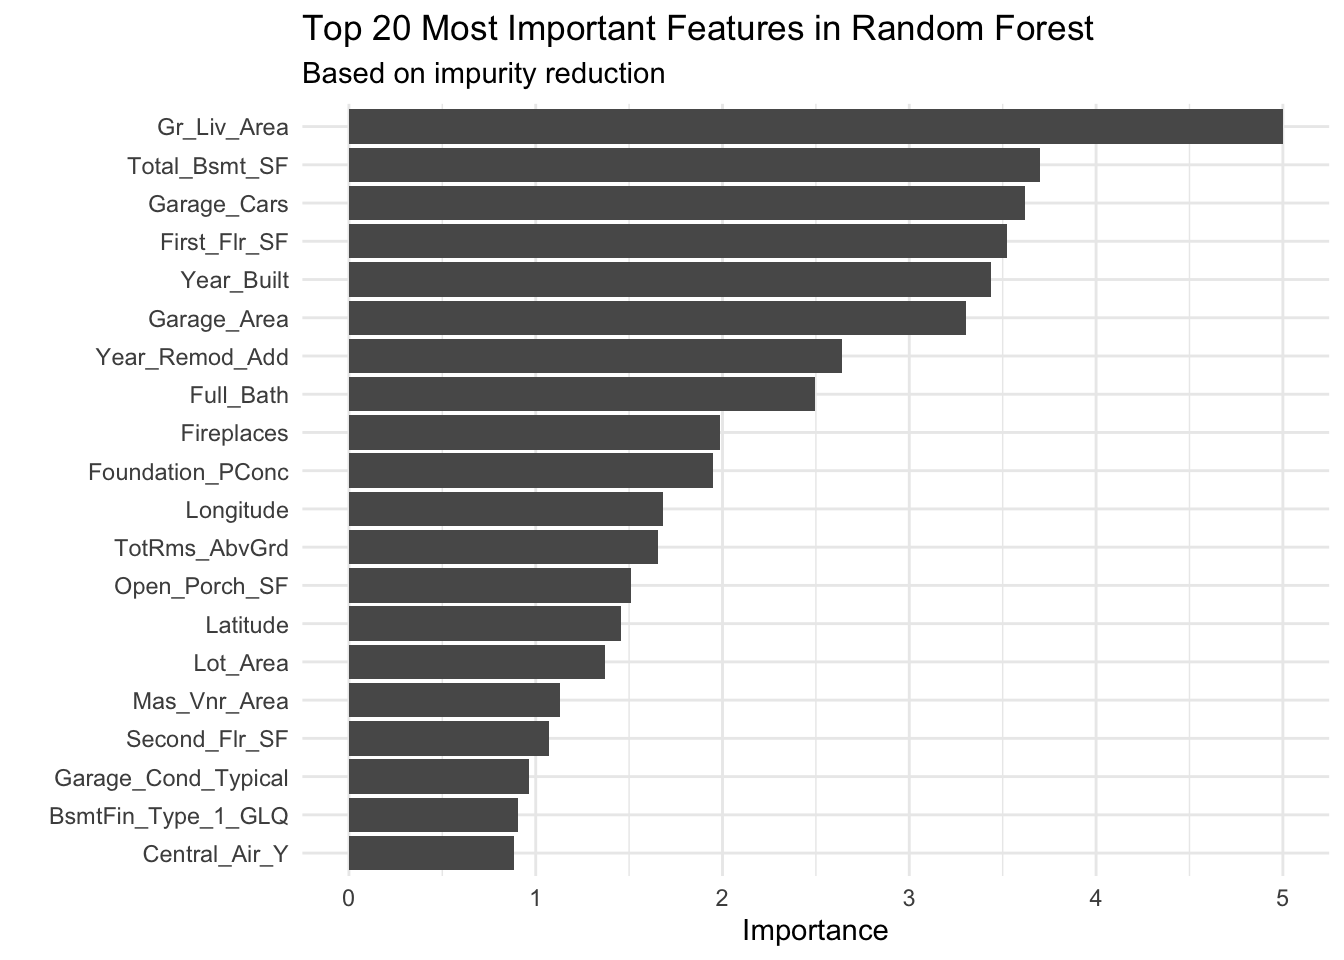 Top 20 Most Important Features in Random Forest
Based on impurity reduction
Gr_Liv_Area
Total_Bsmt_SF
Garage_Cars
First_Flr_SF
Year_Built
Garage_Area
Year_Remod_Add
Full_Bath
Fireplaces
Foundation_PConc
Longitude
TotRms_AbvGrd
Open_Porch_SF
Latitude
Lot_Area
Mas_Vnr_Area
Second_Flr_SF
Garage_Cond_Typical
BsmtFin_Type_1_GLQ
Central_Air_Y
0 1 2 3 4 5
Importance